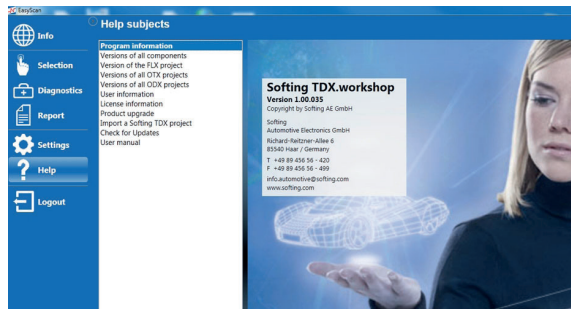 EasyScan
Help subjects
Info
Selection
Diagnostics
Report
Settings
Help
Logout
Program information
Versions of all components
Version of the FLX project
Versions of all OTX projects
Versions of all ODX projects
User information
License information
Product upgrade
Import a Softing TDX project
Check for Updates
User manual
Softing TDX.workshop
Version 1.00.035
Copyright by Softing AE GmbH
Softing
Automotive Electronics GmbH
Richard-Reitzner-Allee 6
85540 Haar / Germany
T +49 89 456 56 - 420
F +49 89 456 56 - 499
info.automotive@softing.com
www.softing.com